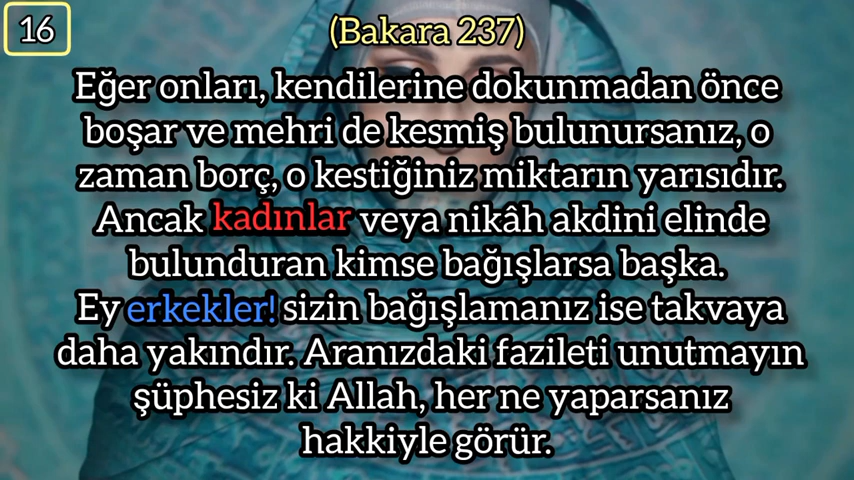 16
(Bakara 237)
Eğer onları, kendilerine dokunmadan önce
boşar ve mehri de kesmiş bulunursanız, o
zaman borç, o kestiğiniz miktarın yarısıdır.
Ancak kadınlar veya nikâh akdini elinde
bulunduran kimse bağışlarsa başka.
Ey erkekler! sizin bağışlamanız ise takvaya
daha yakındır. Aranızdaki fazileti unutmayın
şüphesiz ki Allah, her ne yaparsanız
hakkiyle görür.